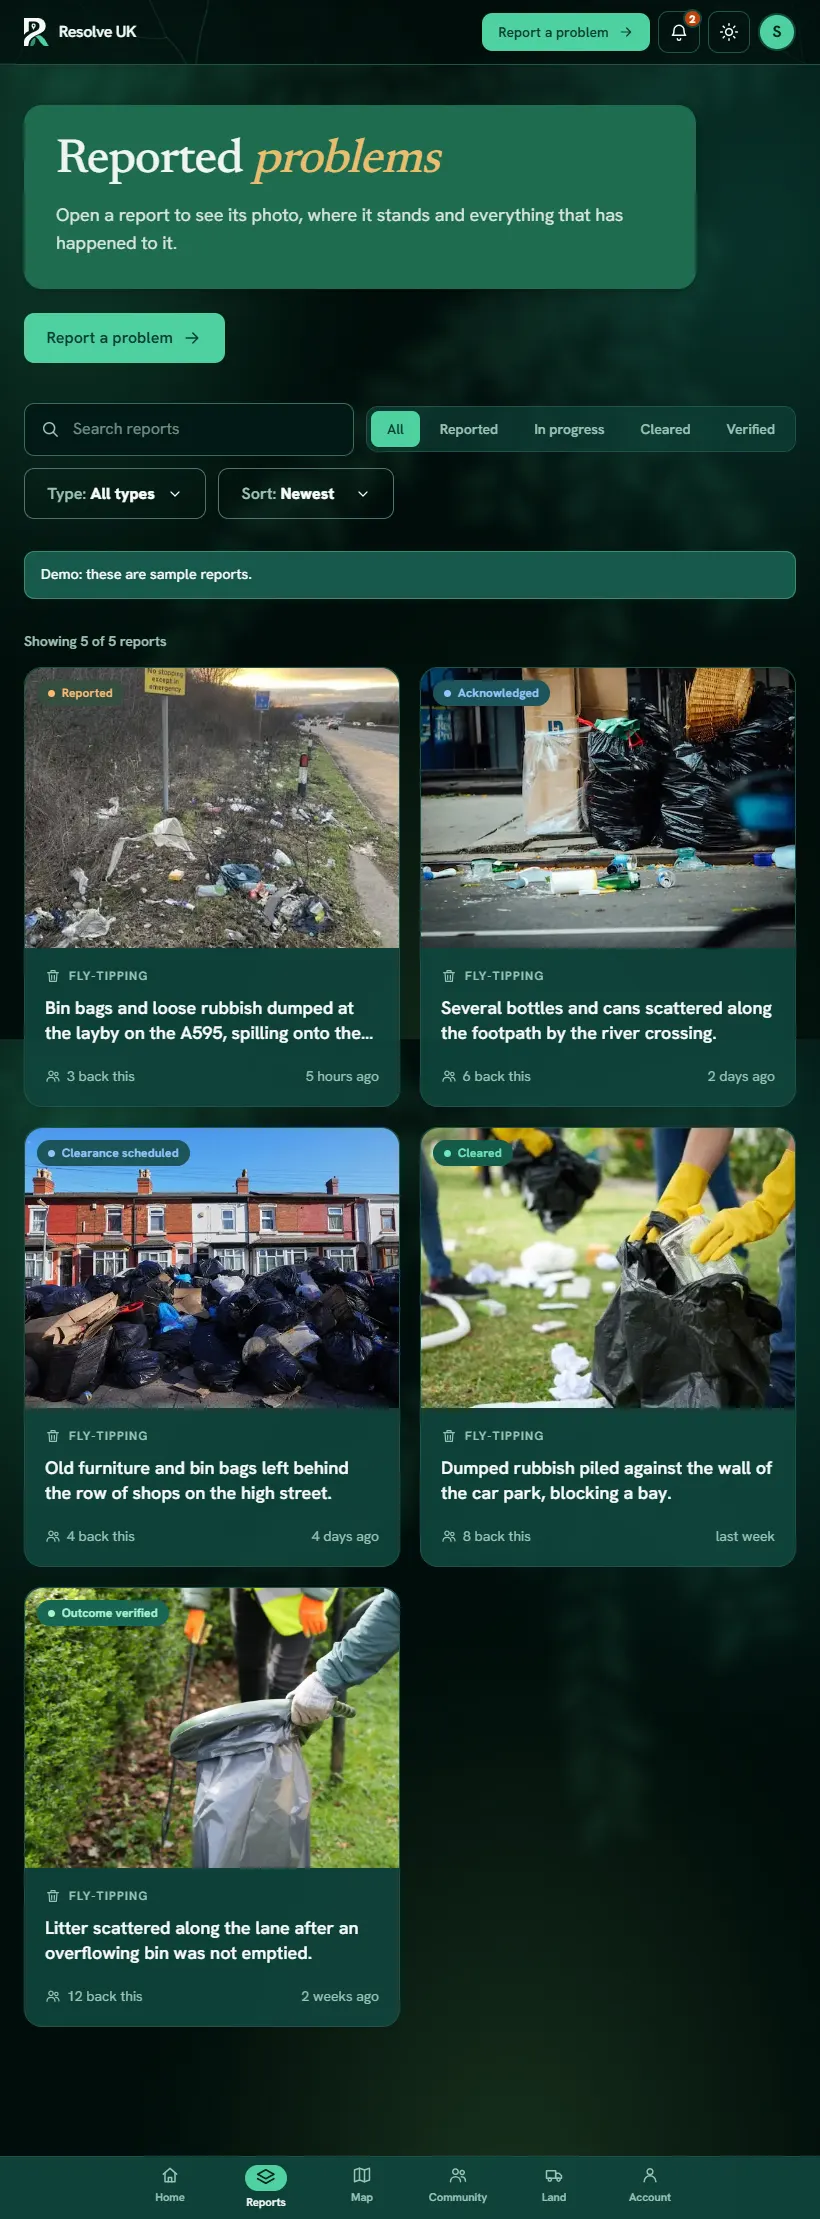 Resolve UK
Report a problem
2
S
Reported problems
Open a report to see its photo, where it stands and everything that has
happened to it.
Report a problem
Search reports
All
Reported
In progress
Cleared
Verified
Type: All types
Sort: Newest
Demo: these are sample reports.
Showing 5 of 5 reports
No stopping
except in
emergency
Reported
Acknowledged
FLY-TIPPING
Bin bags and loose rubbish dumped at
the layby on the A595, spilling onto the...
3 back this
5 hours ago
FLY-TIPPING
Several bottles and cans scattered along
the footpath by the river crossing.
6 back this
2 days ago
Clearance scheduled
Cleared
FLY-TIPPING
Old furniture and bin bags left behind
the row of shops on the high street.
4 back this
4 days ago
FLY-TIPPING
Dumped rubbish piled against the wall of
the car park, blocking a bay.
8 back this
last week
Outcome verified
FLY-TIPPING
Litter scattered along the lane after an
overflowing bin was not emptied.
12 back this
2 weeks ago
Home
Reports
Map
Community
Land
Account